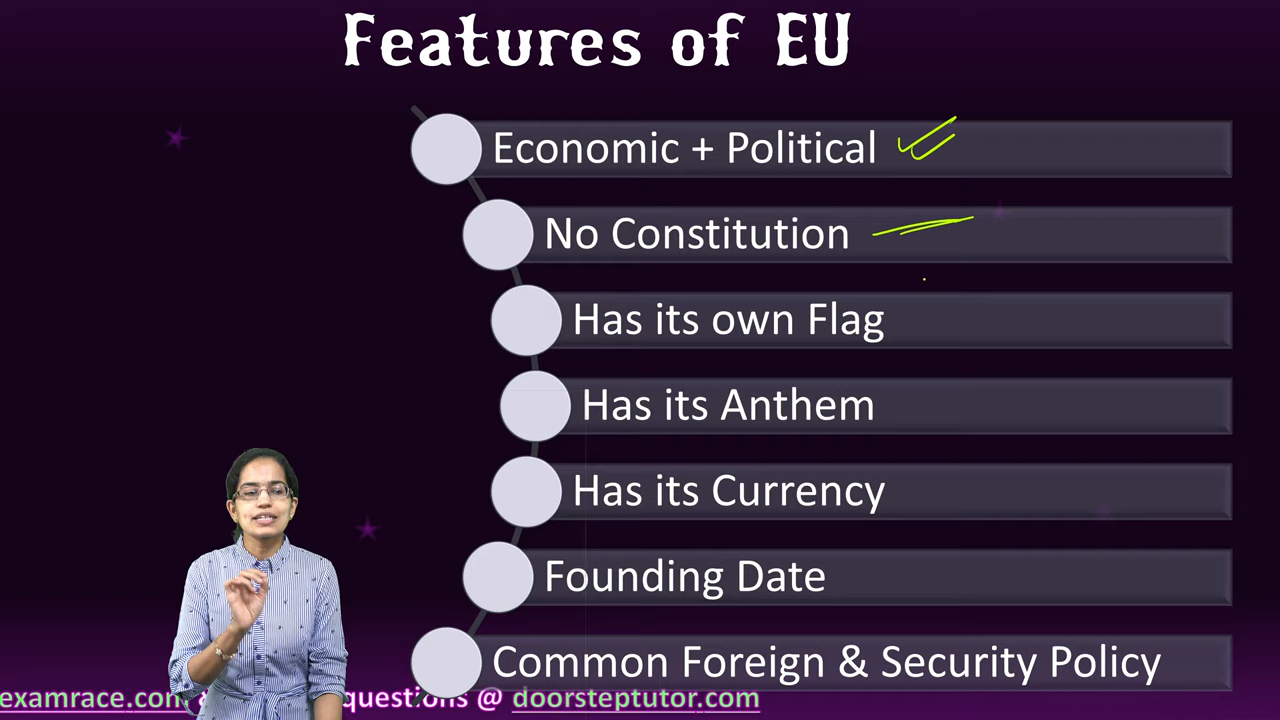 Features of EU
Economic + Political
No Constitution
Has its own Flag
Has its Anthem
Has its Currency
Founding Date
Common Foreign & Security Policy
examrace.com & questions @ doorsteptutor.com